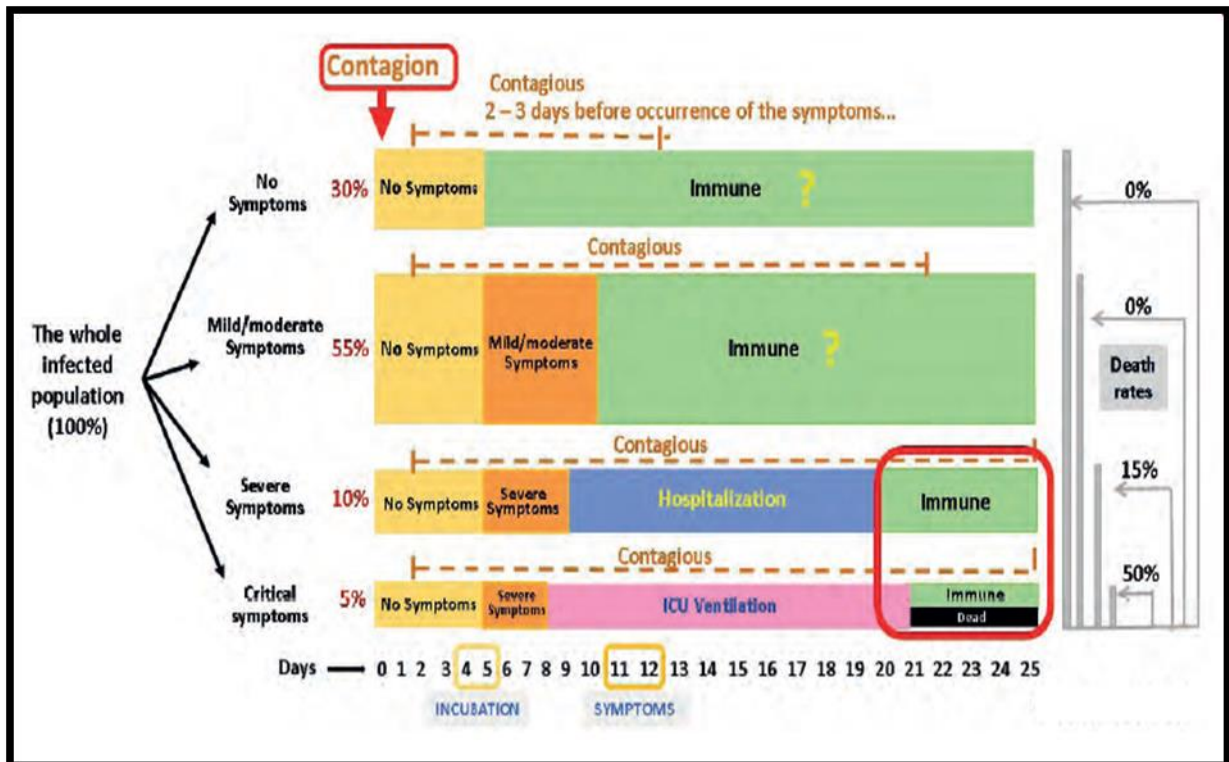 Contagion
Contagious
2 – 3 days before occurrence of the symptoms...
No
Symptoms
30%
No Symptoms
Immune ?
0%
Contagious
The whole
infected
population
(100%)
Mild/moderate
Symptoms
55%
No Symptoms
Mild/moderate
Symptoms
Immune ?
0%
Death
rates
Contagious
Severe
Symptoms
10%
No Symptoms
Severe
Symptoms
Hospitalization
Immune
15%
Contagious
Critical
symptoms
5%
No Symptoms
Severe
Symptoms
ICU Ventilation
Immune
Dead
50%
Days 0 1 2 3 4 5 6 7 8 9 10 11 12 13 14 15 16 17 18 19 20 21 22 23 24 25
INCUBATION
SYMPTOMS